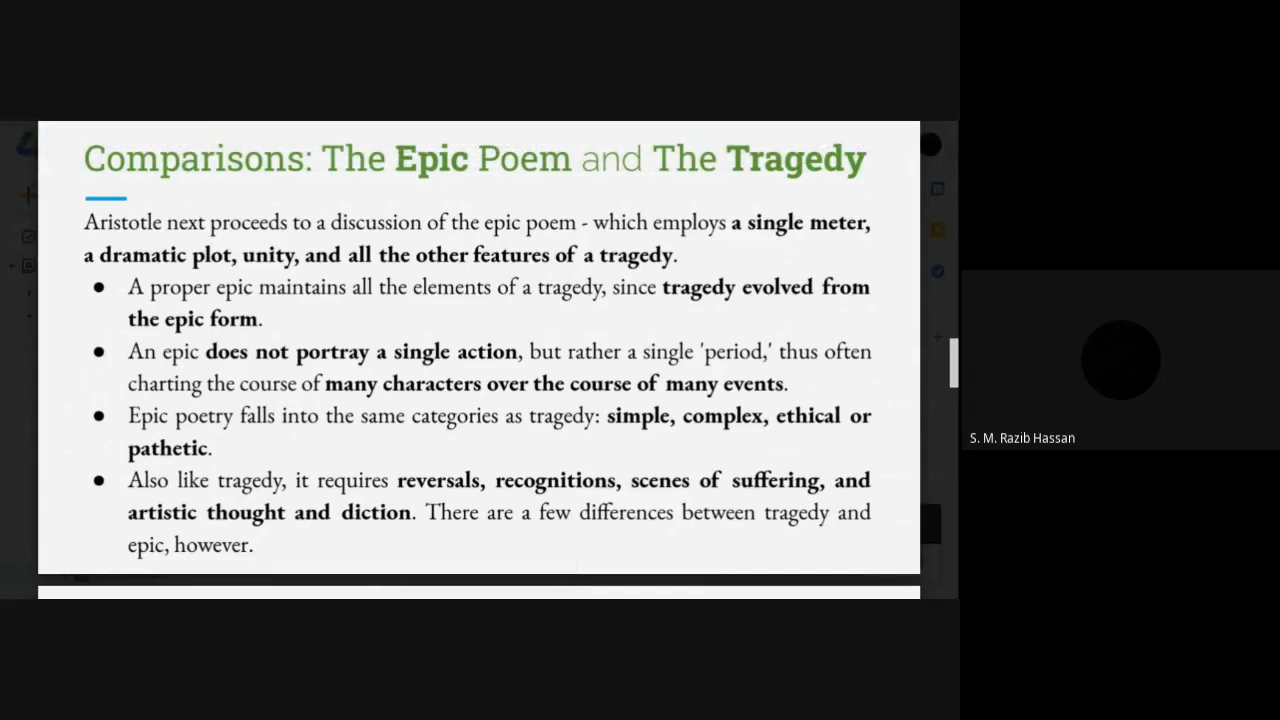 Comparisons: The Epic Poem and The Tragedy
Aristotle next proceeds to a discussion of the epic poem - which employs a single meter,
a dramatic plot, unity, and all the other features of a tragedy.
● A proper epic maintains all the elements of a tragedy, since tragedy evolved from
the epic form.
● An epic does not portray a single action, but rather a single 'period,' thus often
charting the course of many characters over the course of many events.
● Epic poetry falls into the same categories as tragedy: simple, complex, ethical or
pathetic.
● Also like tragedy, it requires reversals, recognitions, scenes of suffering, and
artistic thought and diction. There are a few differences between tragedy and
epic, however.
S. M. Razib Hassan